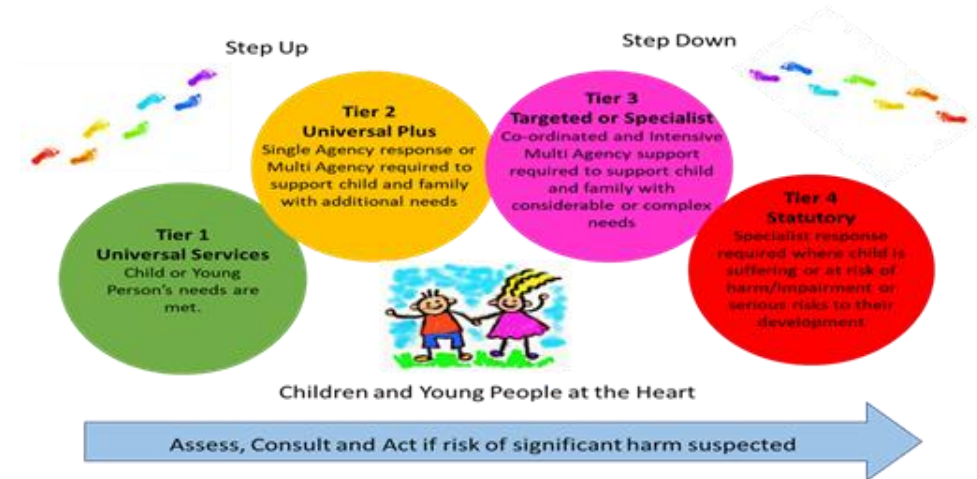 Step Up
Step Down
Tier 1
Universal Services
Child or Young
Person's needs are
met.
Tier 2
Universal Plus
Single Agency response or
Multi Agency required to
support child and family
with additional needs
Tier 3
Targeted or Specialist
Co-ordinated and Intensive
Multi Agency support
required to support child
and family with
considerable or complex
needs
Tier 4
Statutory
Specialist response
required where child is
suffering or at risk of
harm/impairment or
serious risks to their
development
Children and Young People at the Heart
Assess, Consult and Act if risk of significant harm suspected